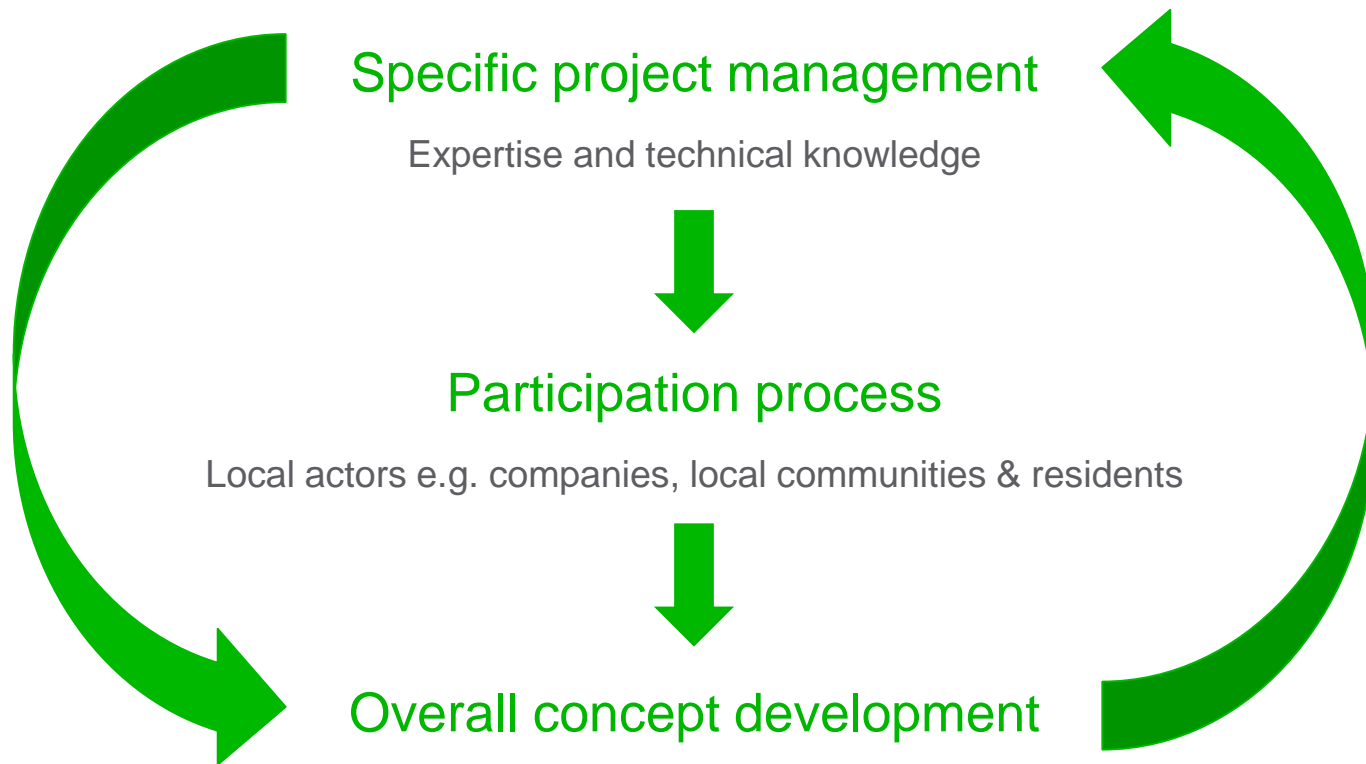 Specific project management
Expertise and technical knowledge
Participation process
Local actors e.g. companies, local communities & residents
Overall concept development